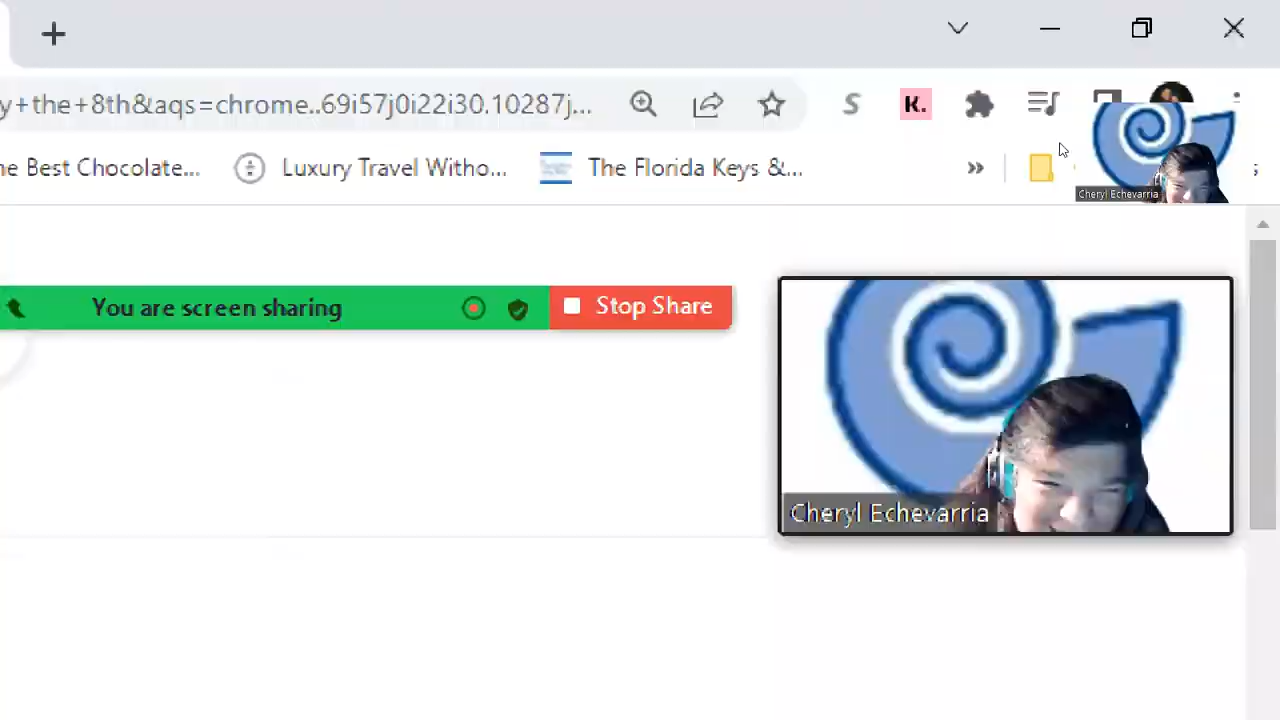 y+the+8th&aqs=chrome..69i57j0i22i30.10287j...
S K.
he Best Chocolate... Luxury Travel Witho... The Florida Keys &... »
Cheryl Echevarria
You are screen sharing Stop Share
Cheryl Echevarria